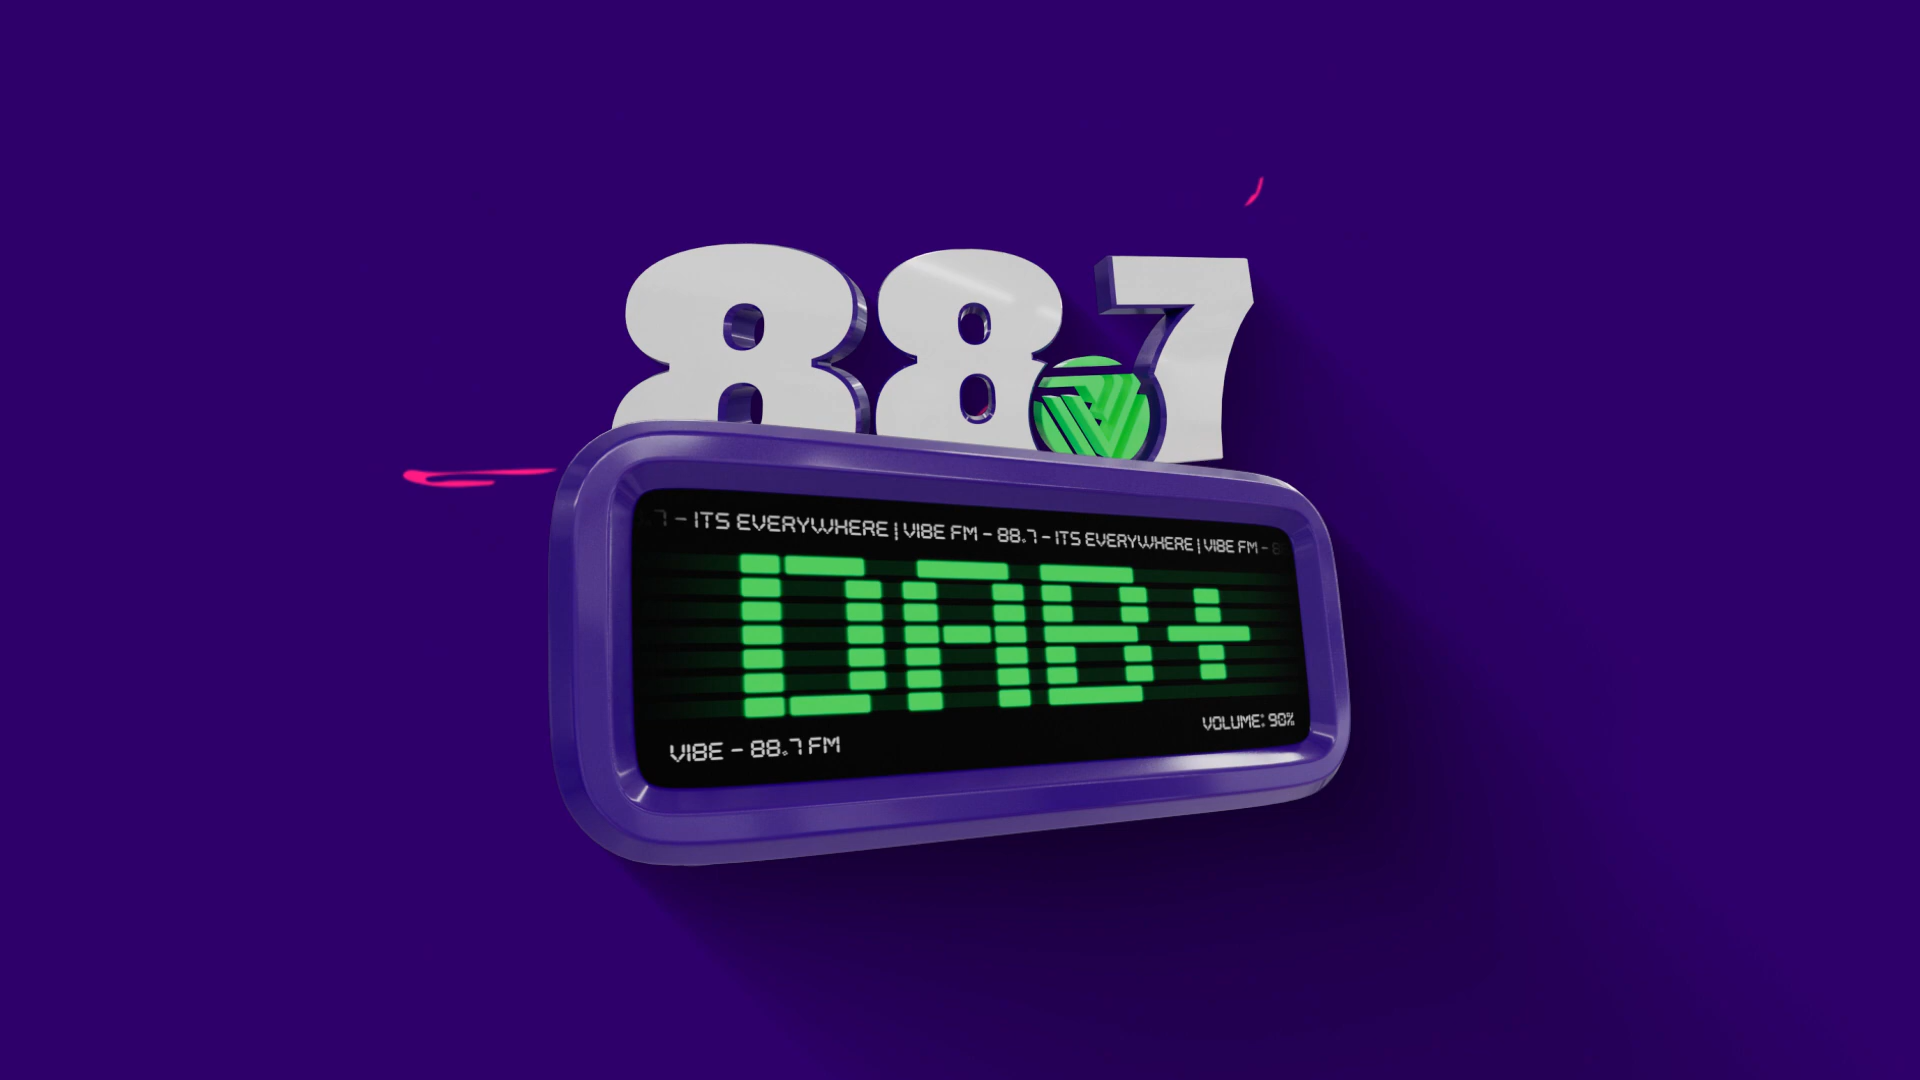 88.7
.7 - ITS EVERYWHERE | VIBE FM - 88.7 - ITS EVERYWHERE | VIBE FM -
DAB+
VOLUME: 90%
VIBE - 88.7 FM